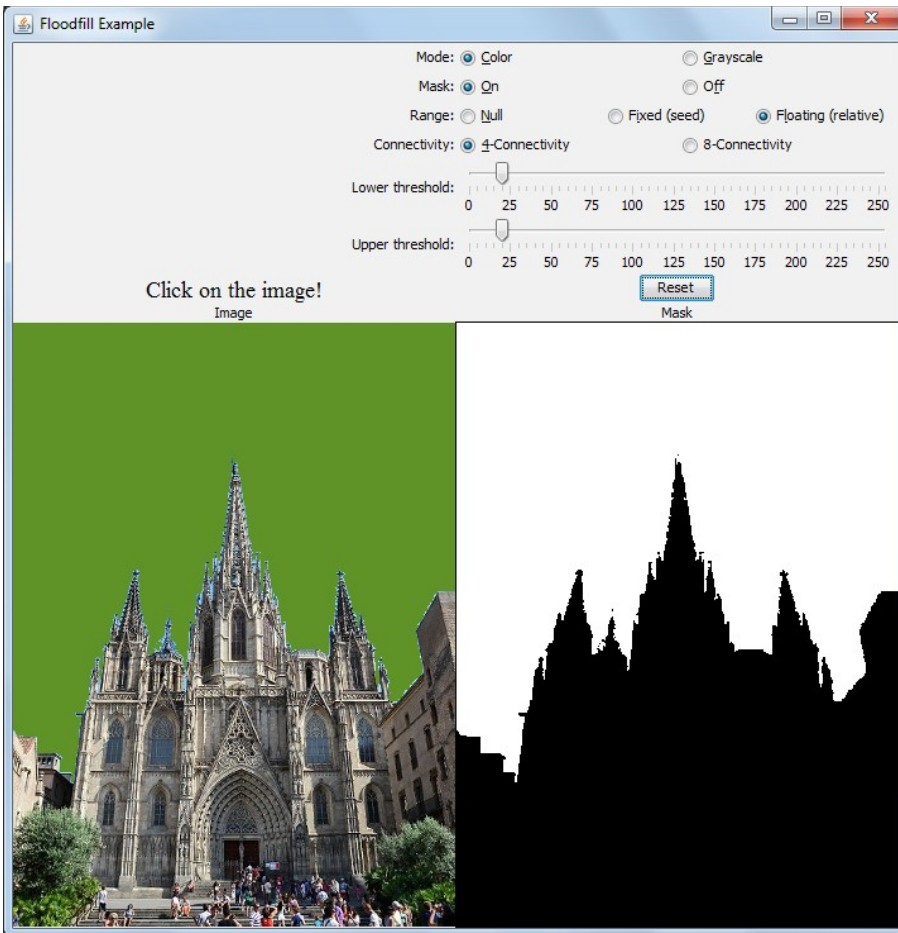 Floodfill Example
Mode: Color Grayscale
Mask: On Off
Range: Null Fixed (seed) Floating (relative)
Connectivity: 4-Connectivity 8-Connectivity
Lower threshold:
0 25 50 75 100 125 150 175 200 225 250
Upper threshold:
0 25 50 75 100 125 150 175 200 225 250
Click on the image! Reset
Image Mask